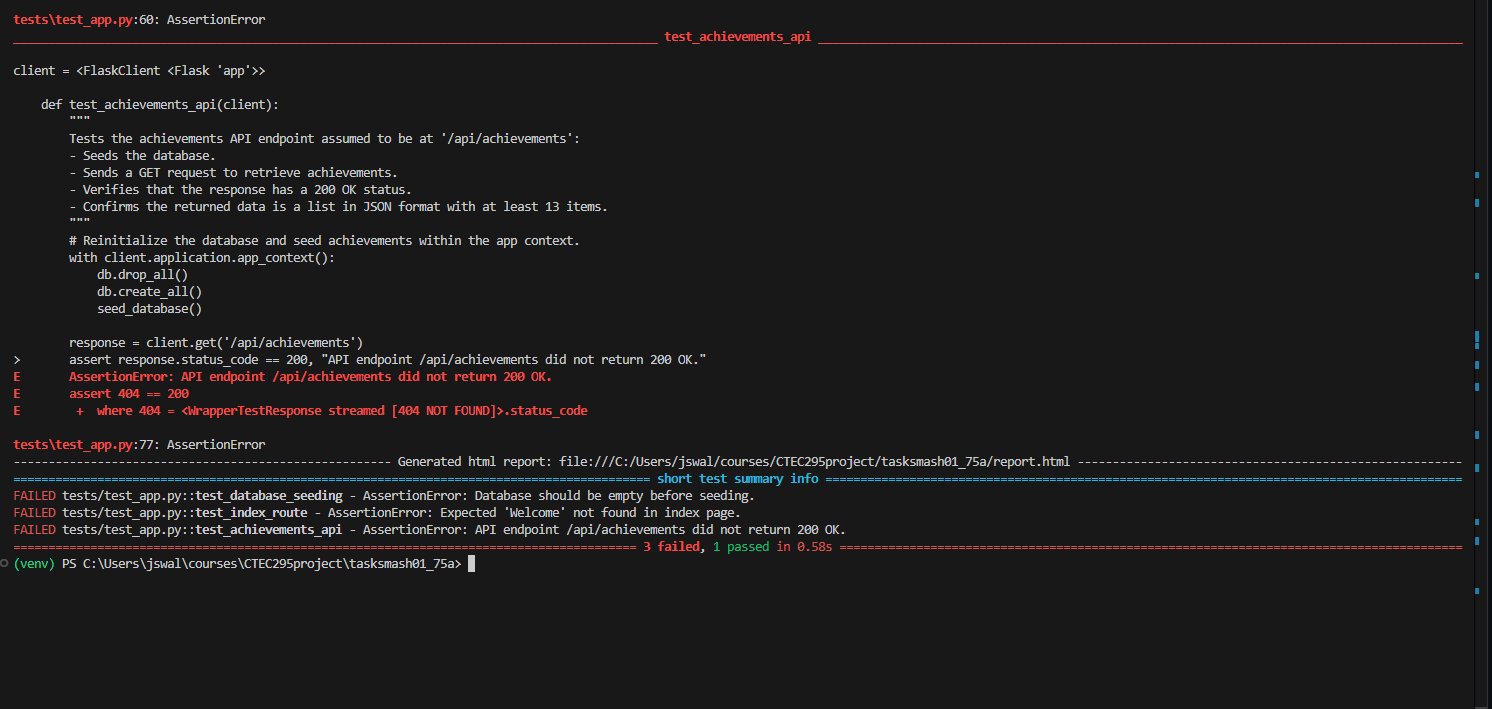 tests\test_app.py:60: AssertionError
test_achievements_api
client = <FlaskClient <Flask 'app'>>
def test_achievements_api(client):
"""
Tests the achievements API endpoint assumed to be at '/api/achievements':
- Seeds the database.
- Sends a GET request to retrieve achievements.
- Verifies that the response has a 200 OK status.
- Confirms the returned data is a list in JSON format with at least 13 items.
"""
# Reinitialize the database and seed achievements within the app context.
with client.application.app_context():
db.drop_all()
db.create_all()
seed_database()
response = client.get('/api/achievements')
> assert response.status_code == 200, "API endpoint /api/achievements did not return 200 OK."
E AssertionError: API endpoint /api/achievements did not return 200 OK.
E assert 404 == 200
E + where 404 = <WrapperTestResponse streamed [404 NOT FOUND]>.status_code
tests\test_app.py:77: AssertionError
------------------------------------------------------ Generated html report: file:///C:/Users/jswal/courses/CTEC295project/tasksmash01_75a/report.html -------------------------------------------------------
=========================================================================================== short test summary info ===========================================================================================
FAILED tests/test_app.py::test_database_seeding - AssertionError: Database should be empty before seeding.
FAILED tests/test_app.py::test_index_route - AssertionError: Expected 'Welcome' not found in index page.
FAILED tests/test_app.py::test_achievements_api - AssertionError: API endpoint /api/achievements did not return 200 OK.
========================================================================================= 3 failed, 1 passed in 0.58s =========================================================================================
(venv) PS C:\Users\jswal\courses\CTEC295project\tasksmash01_75a>